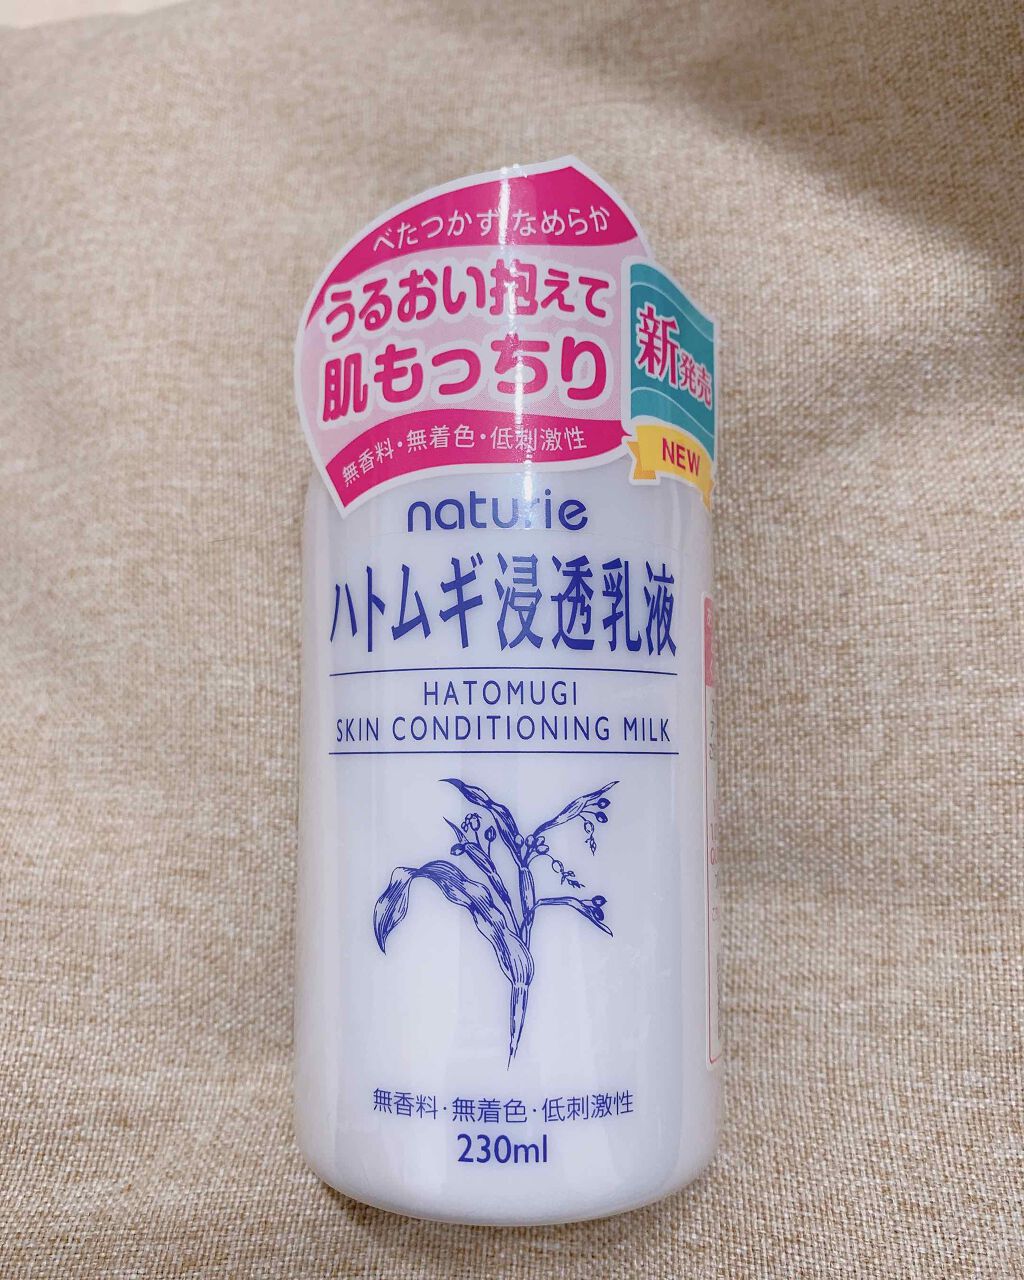 べたつかず なめらか
うるおい抱えて
肌もっちり
無香料・無着色・低刺激性
新発売
NEW
naturie
ハトムギ浸透乳液
HATOMUGI
SKIN CONDITIONING MILK
無香料・無着色・低刺激性
230ml